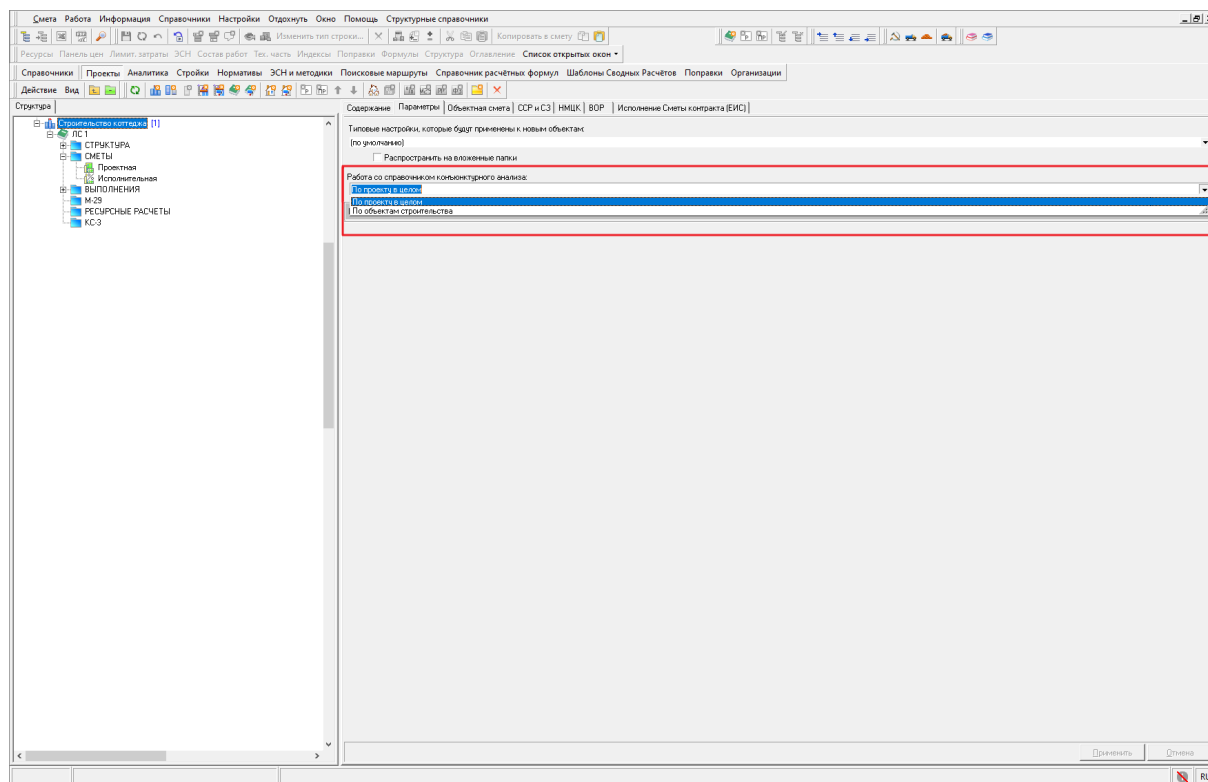 Смета Работа Информация Справочники Настройки Отдохнуть Окно Помощь Структурные справочники
Изменить тип строки... Копировать в смету
Ресурсы Панель цен Лимит. затраты ЭСН Состав работ Тех. часть Индексы Поправки Формулы Структура Оглавление Список открытых окон
Справочники Проекты Аналитика Стройки Нормативы ЭСН и методики Поисковые маршруты Справочник расчётных формул Шаблоны Сводных Расчётов Поправки Организации
Действие Вид
Структура
Строительство коттеджа [1]
ЛС 1
СТРУКТУРА
СМЕТЫ
Проектная
Исполнительная
ВЫПОЛНЕНИЯ
М-29
РЕСУРСНЫЕ РАСЧЕТЫ
КС-3
Содержание Параметры Объектная смета ССР и СЗ НМЦК ВОР Исполнение Сметы контракта (ЕИС)
Типовые настройки, которые будут применены к новым объектам:
(по умолчанию)
Распространить на вложенные папки
Работа со справочником конъюнктурного анализа:
По проекту в целом
По проекту в целом
По объектам строительства
Применить Отмена
RU